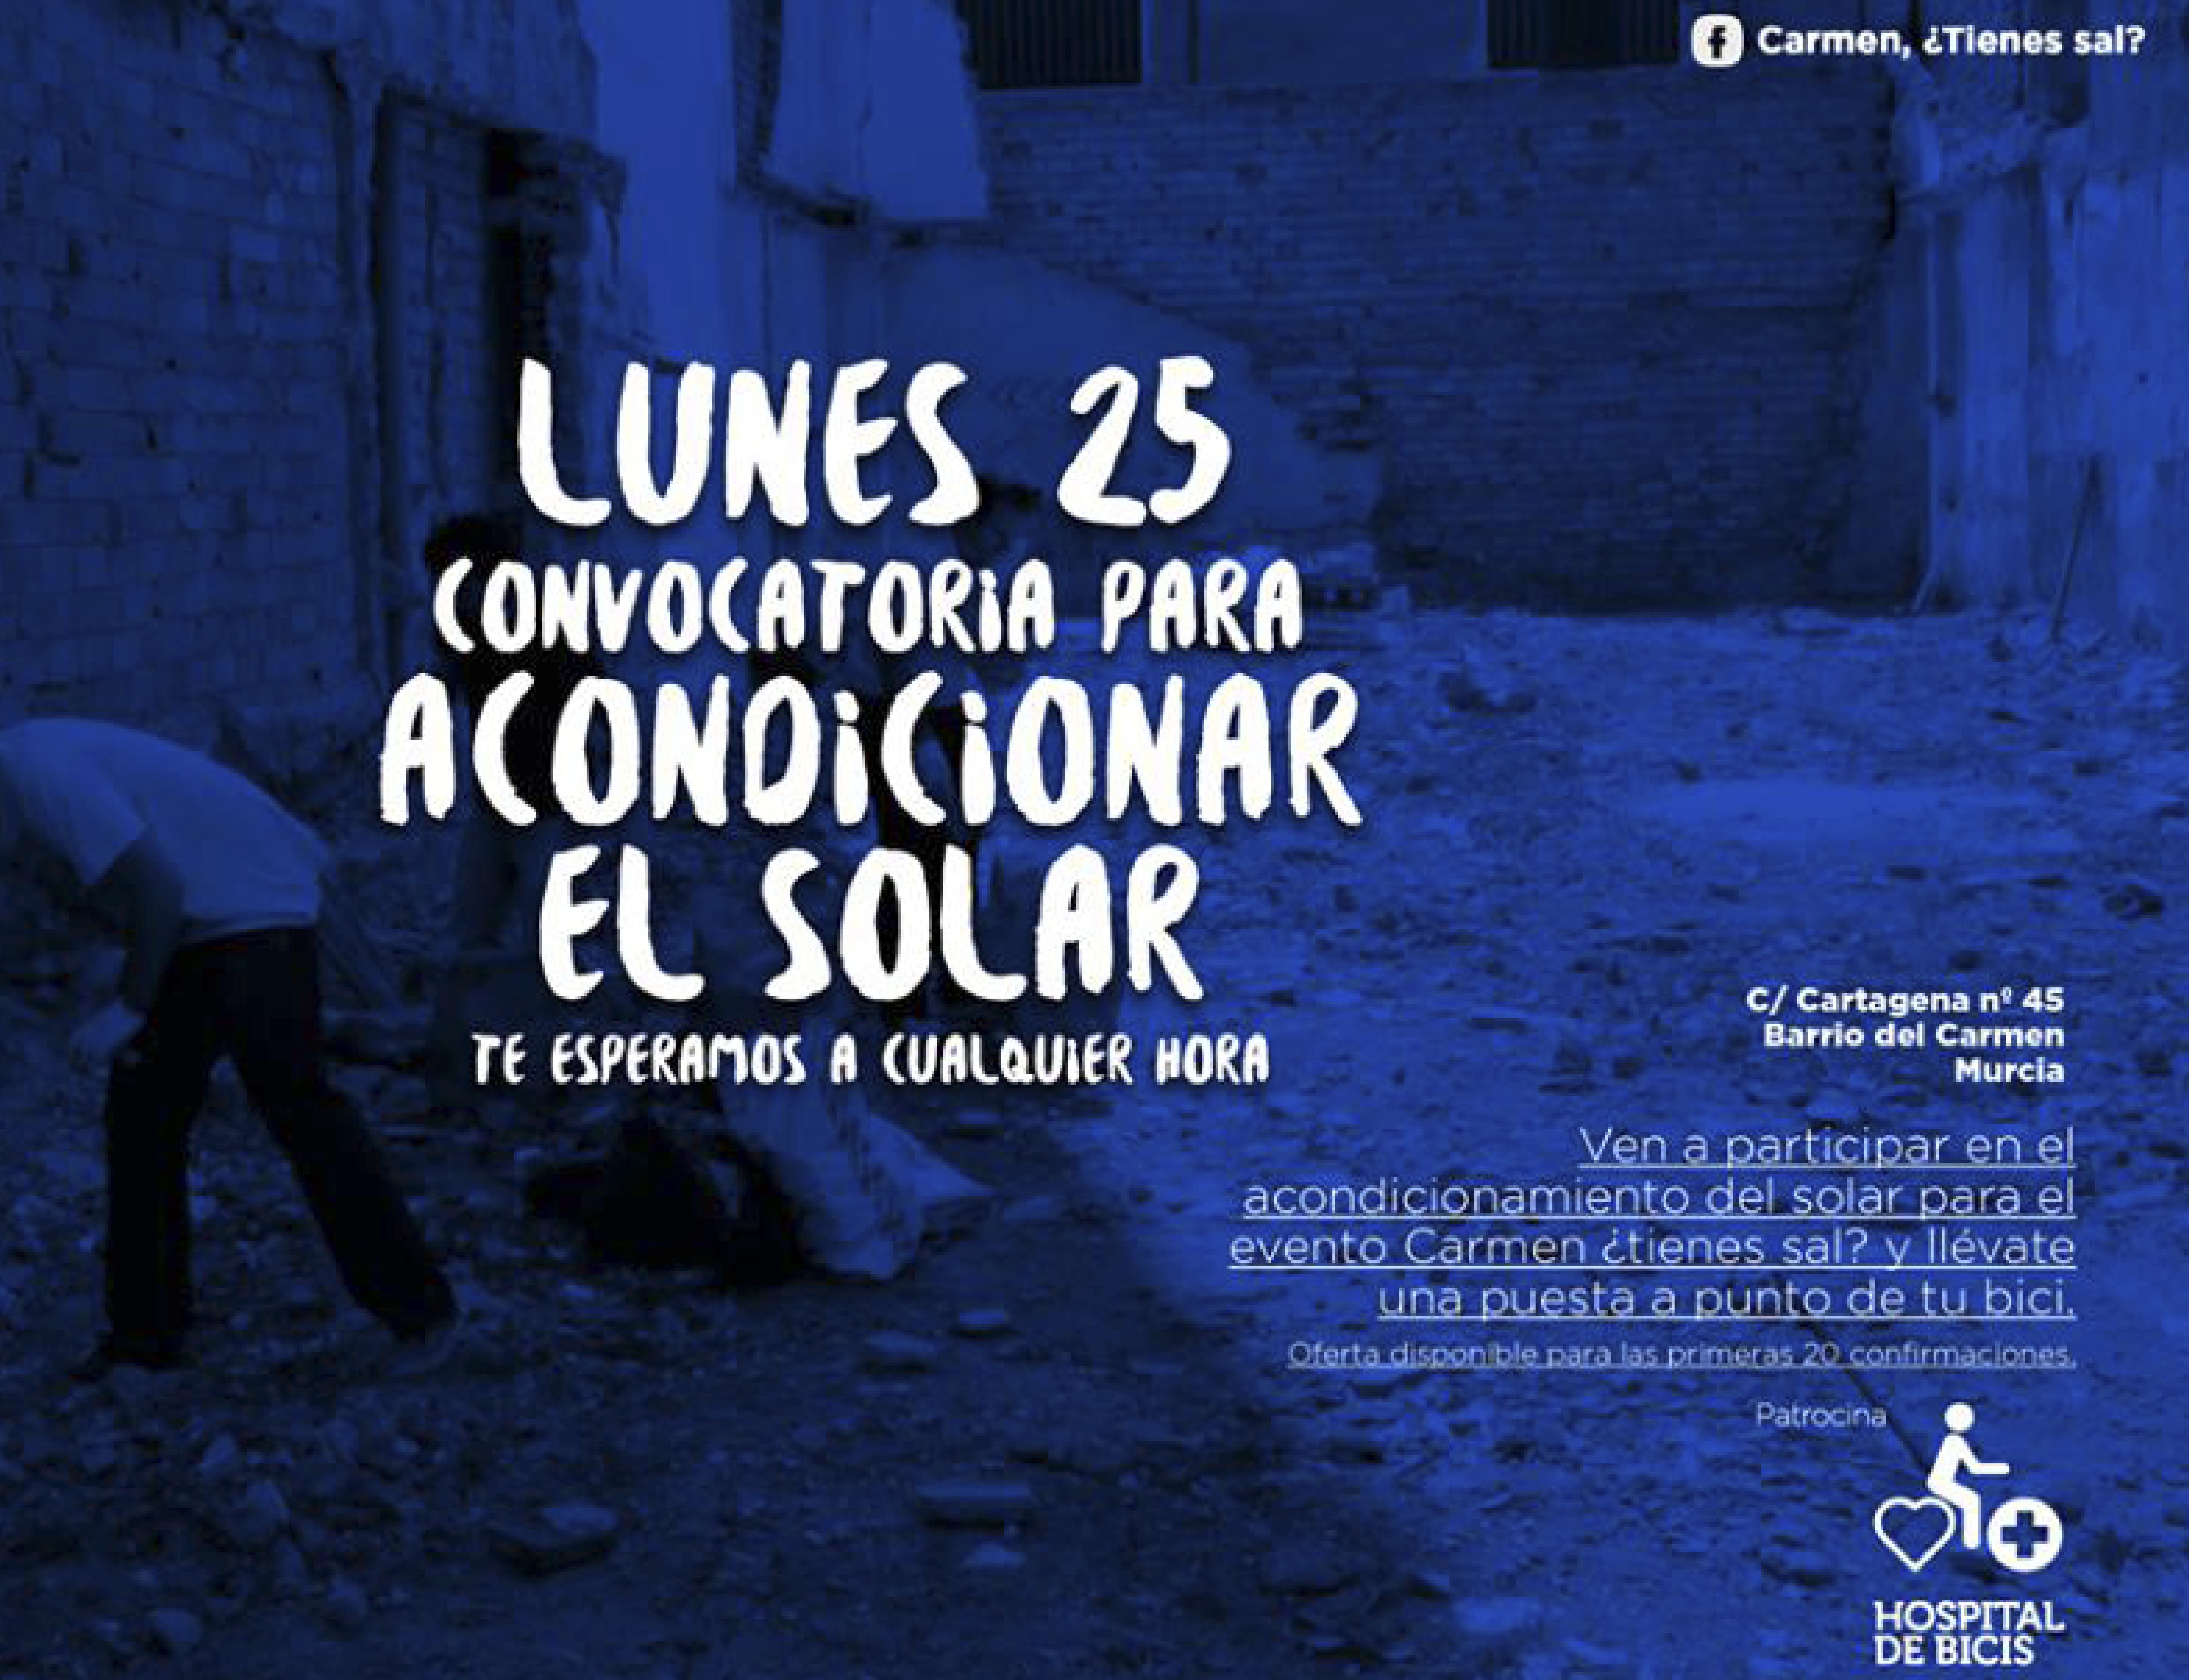 Carmen, ¿Tienes sal?
LUNES 25
CONVOCATORiA PARA
ACONDiCiONAR
EL SOLAR
TE ESPERAMOS A CUALQUiER HORA
C/ Cartagena nº 45
Barrio del Carmen
Murcia
Ven a participar en el
acondicionamiento del solar para el
evento Carmen ¿tienes sal? y llévate
una puesta a punto de tu bici.
Oferta disponible para las primeras 20 confirmaciones.
Patrocina
HOSPITAL
DE BICIS